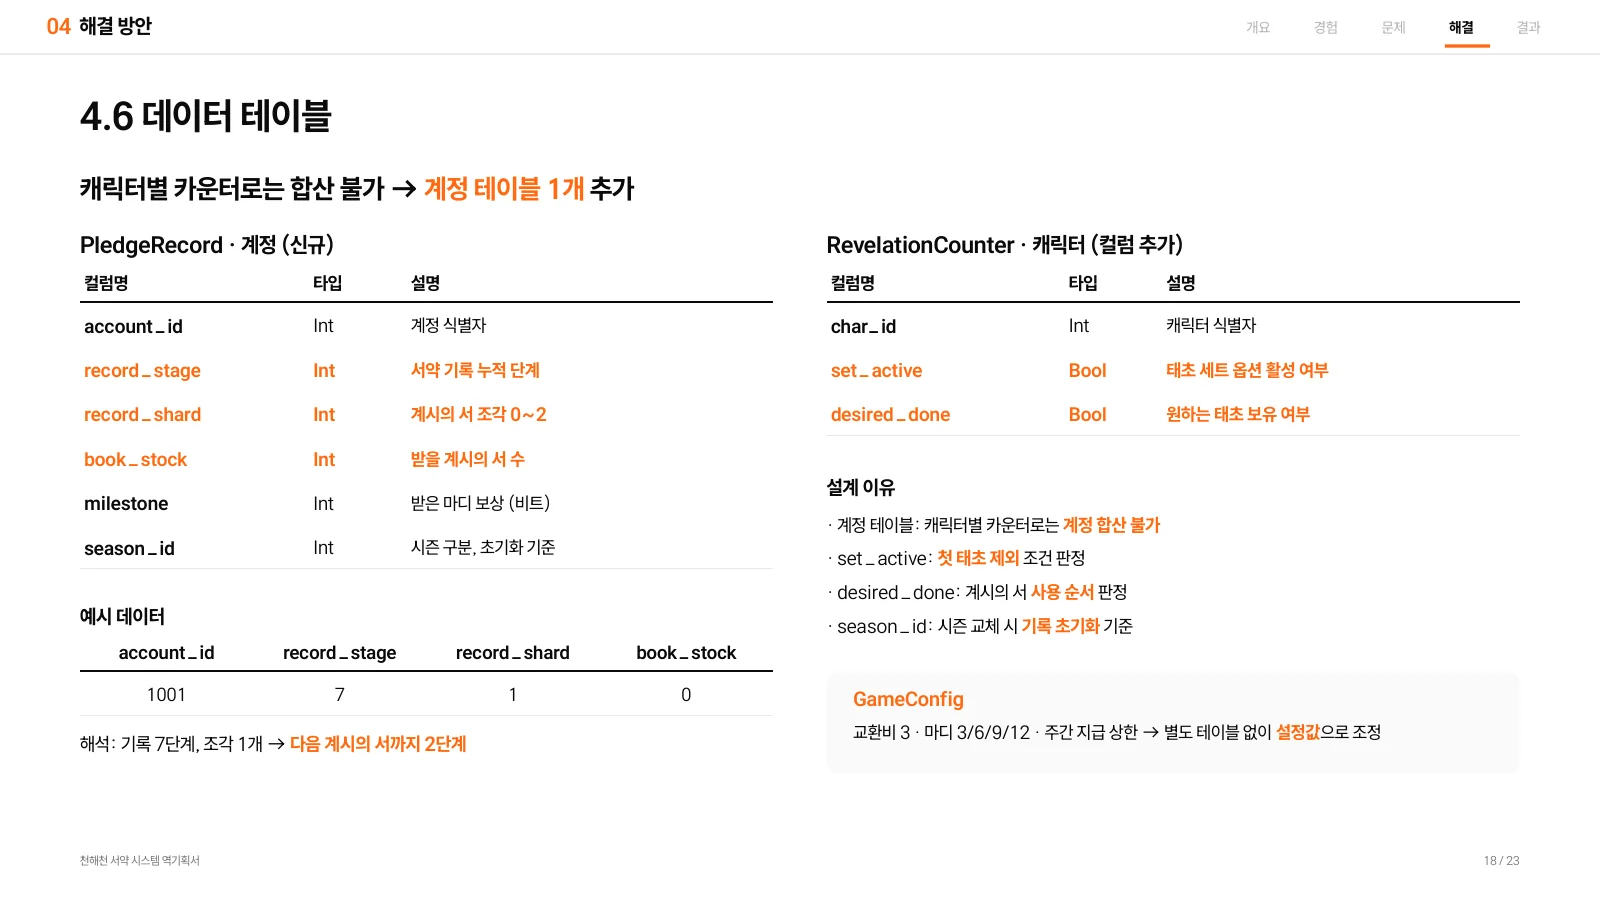 04 해결 방안
개요 경험 문제 해결 결과
4.6 데이터 테이블
캐릭터별 카운터로는 합산 불가 → 계정 테이블 1개 추가
PledgeRecord · 계정 (신규)
컬럼명 타입 설명
account_id Int 계정 식별자
record_stage Int 서약 기록 누적 단계
record_shard Int 계시의 서 조각 0~2
book_stock Int 받을 계시의 서 수
milestone Int 받은 마디 보상 (비트)
season_id Int 시즌 구분, 초기화 기준
예시 데이터
account_id record_stage record_shard book_stock
1001 7 1 0
해석: 기록 7단계, 조각 1개 → 다음 계시의 서까지 2단계
RevelationCounter · 캐릭터 (컬럼 추가)
컬럼명 타입 설명
char_id Int 캐릭터 식별자
set_active Bool 태초 세트 옵션 활성 여부
desired_done Bool 원하는 태초 보유 여부
설계 이유
· 계정 테이블: 캐릭터별 카운터로는 계정 합산 불가
· set_active: 첫 태초 제외 조건 판정
· desired_done: 계시의 서 사용 순서 판정
· season_id: 시즌 교체 시 기록 초기화 기준
GameConfig
교환비 3 · 마디 3/6/9/12 · 주간 지급 상한 → 별도 테이블 없이 설정값으로 조정
천해천 서약 시스템 역기획서
18 / 23